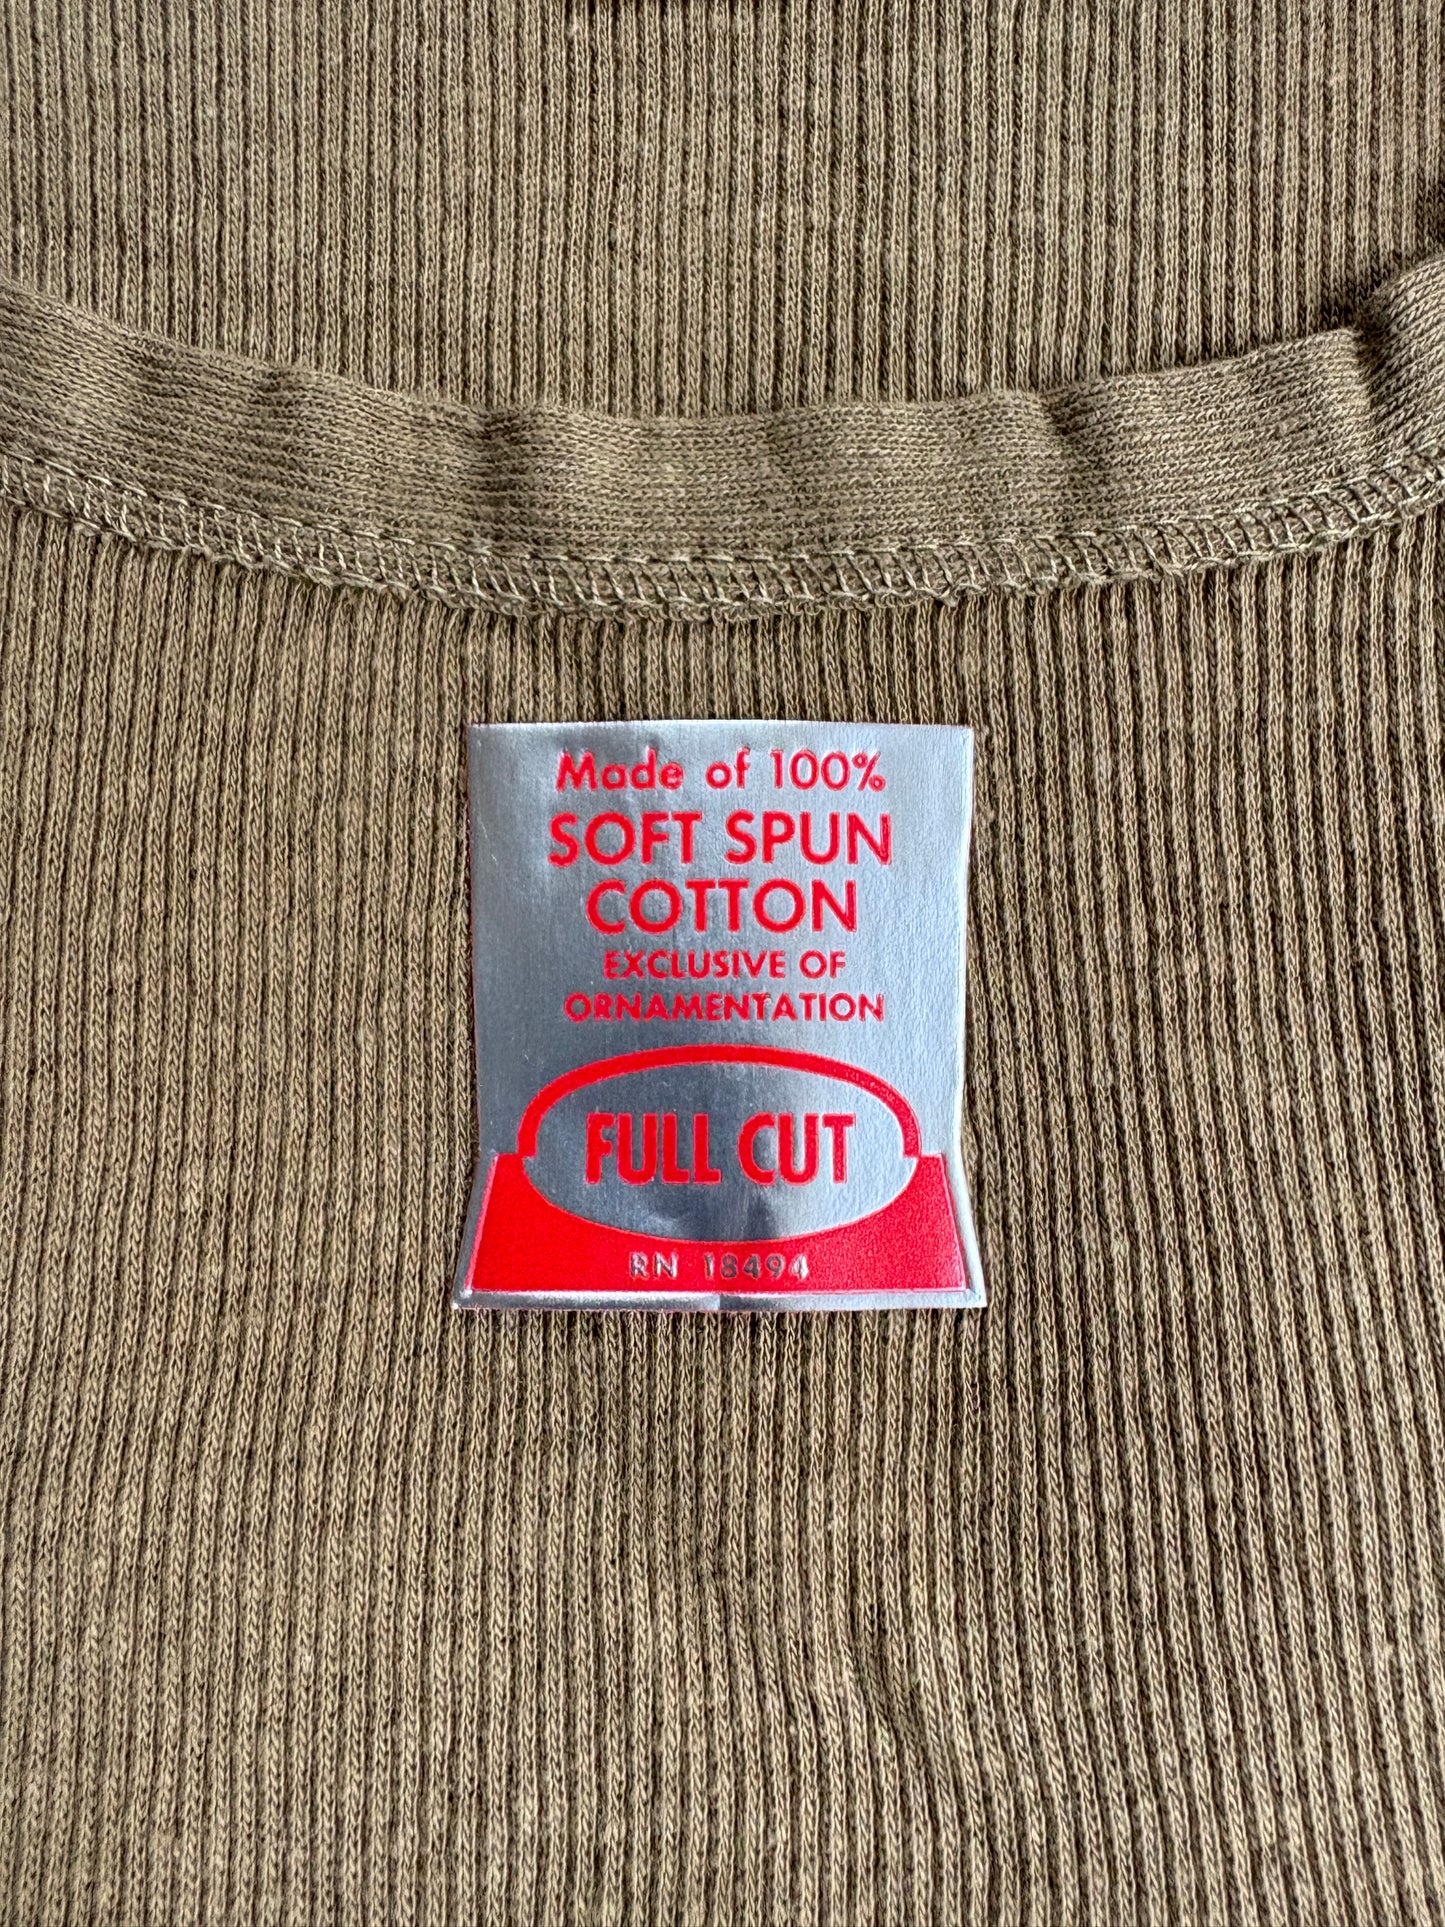 Made of 100%
SOFT SPUN
COTTON
EXCLUSIVE OF
ORNAMENTATION
FULL CUT
RN 18494